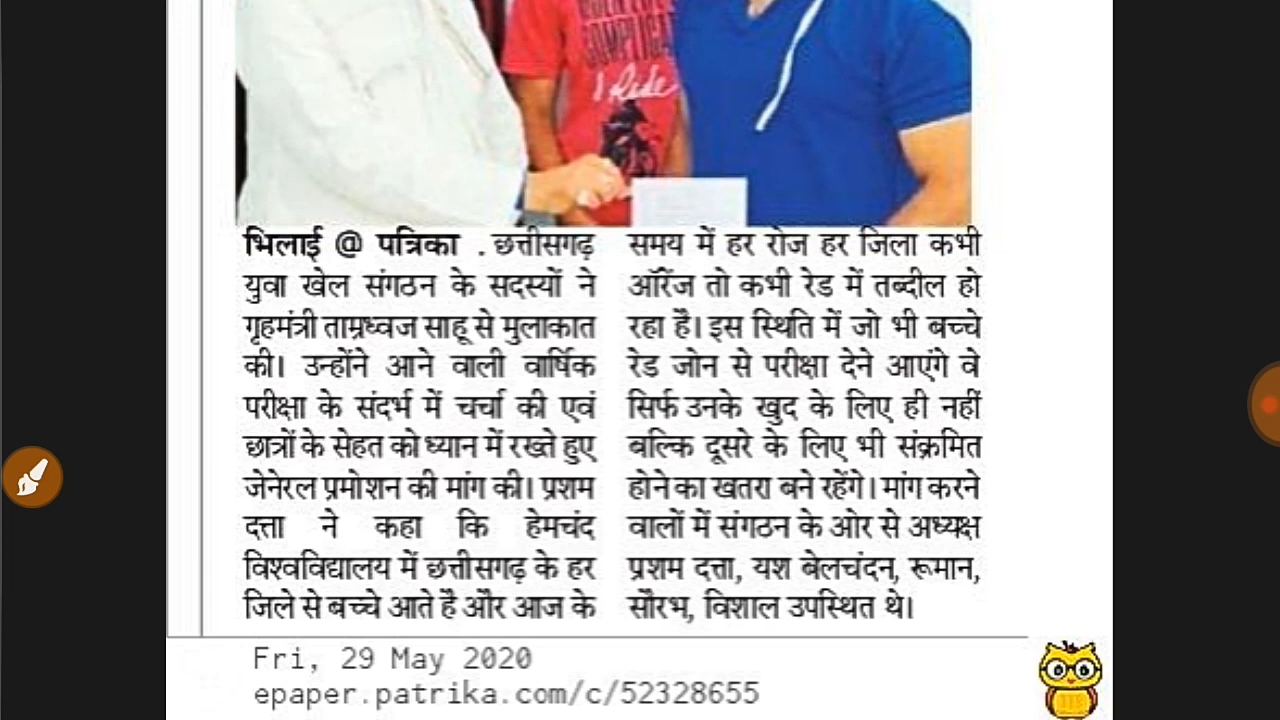 COMPLICA
I Ride
भिलाई @ पत्रिका . छत्तीसगढ़
युवा खेल संगठन के सदस्यों ने
गृहमंत्री ताम्रध्वज साहू से मुलाकात
की। उन्होंने आने वाली वार्षिक
परीक्षा के संदर्भ में चर्चा की एवं
छात्रों के सेहत को ध्यान में रख्ते हुए
जेनेरल प्रमोशन की मांग की। प्रशम
दत्ता ने कहा कि हेमचंद
विश्वविद्यालय में छत्तीसगढ़ के हर
जिले से बच्चे आते है और आज के
समय में हर रोज हर जिला कभी
ऑरेंज तो कभी रेड में तब्दील हो
रहा है। इस स्थिति में जो भी बच्चे
रेड जोन से परीक्षा देने आएंगे वे
सिर्फ उनके खुद के लिए ही नहीं
बल्कि दूसरे के लिए भी संक्रमित
होने का खतरा बने रहेंगे। मांग करने
वालों में संगठन के ओर से अध्यक्ष
प्रशम दत्ता, यश बेलचंदन, रूमान,
सौरभ, विशाल उपस्थित थे।
Fri, 29 May 2020
epaper.patrika.com/c/52328655